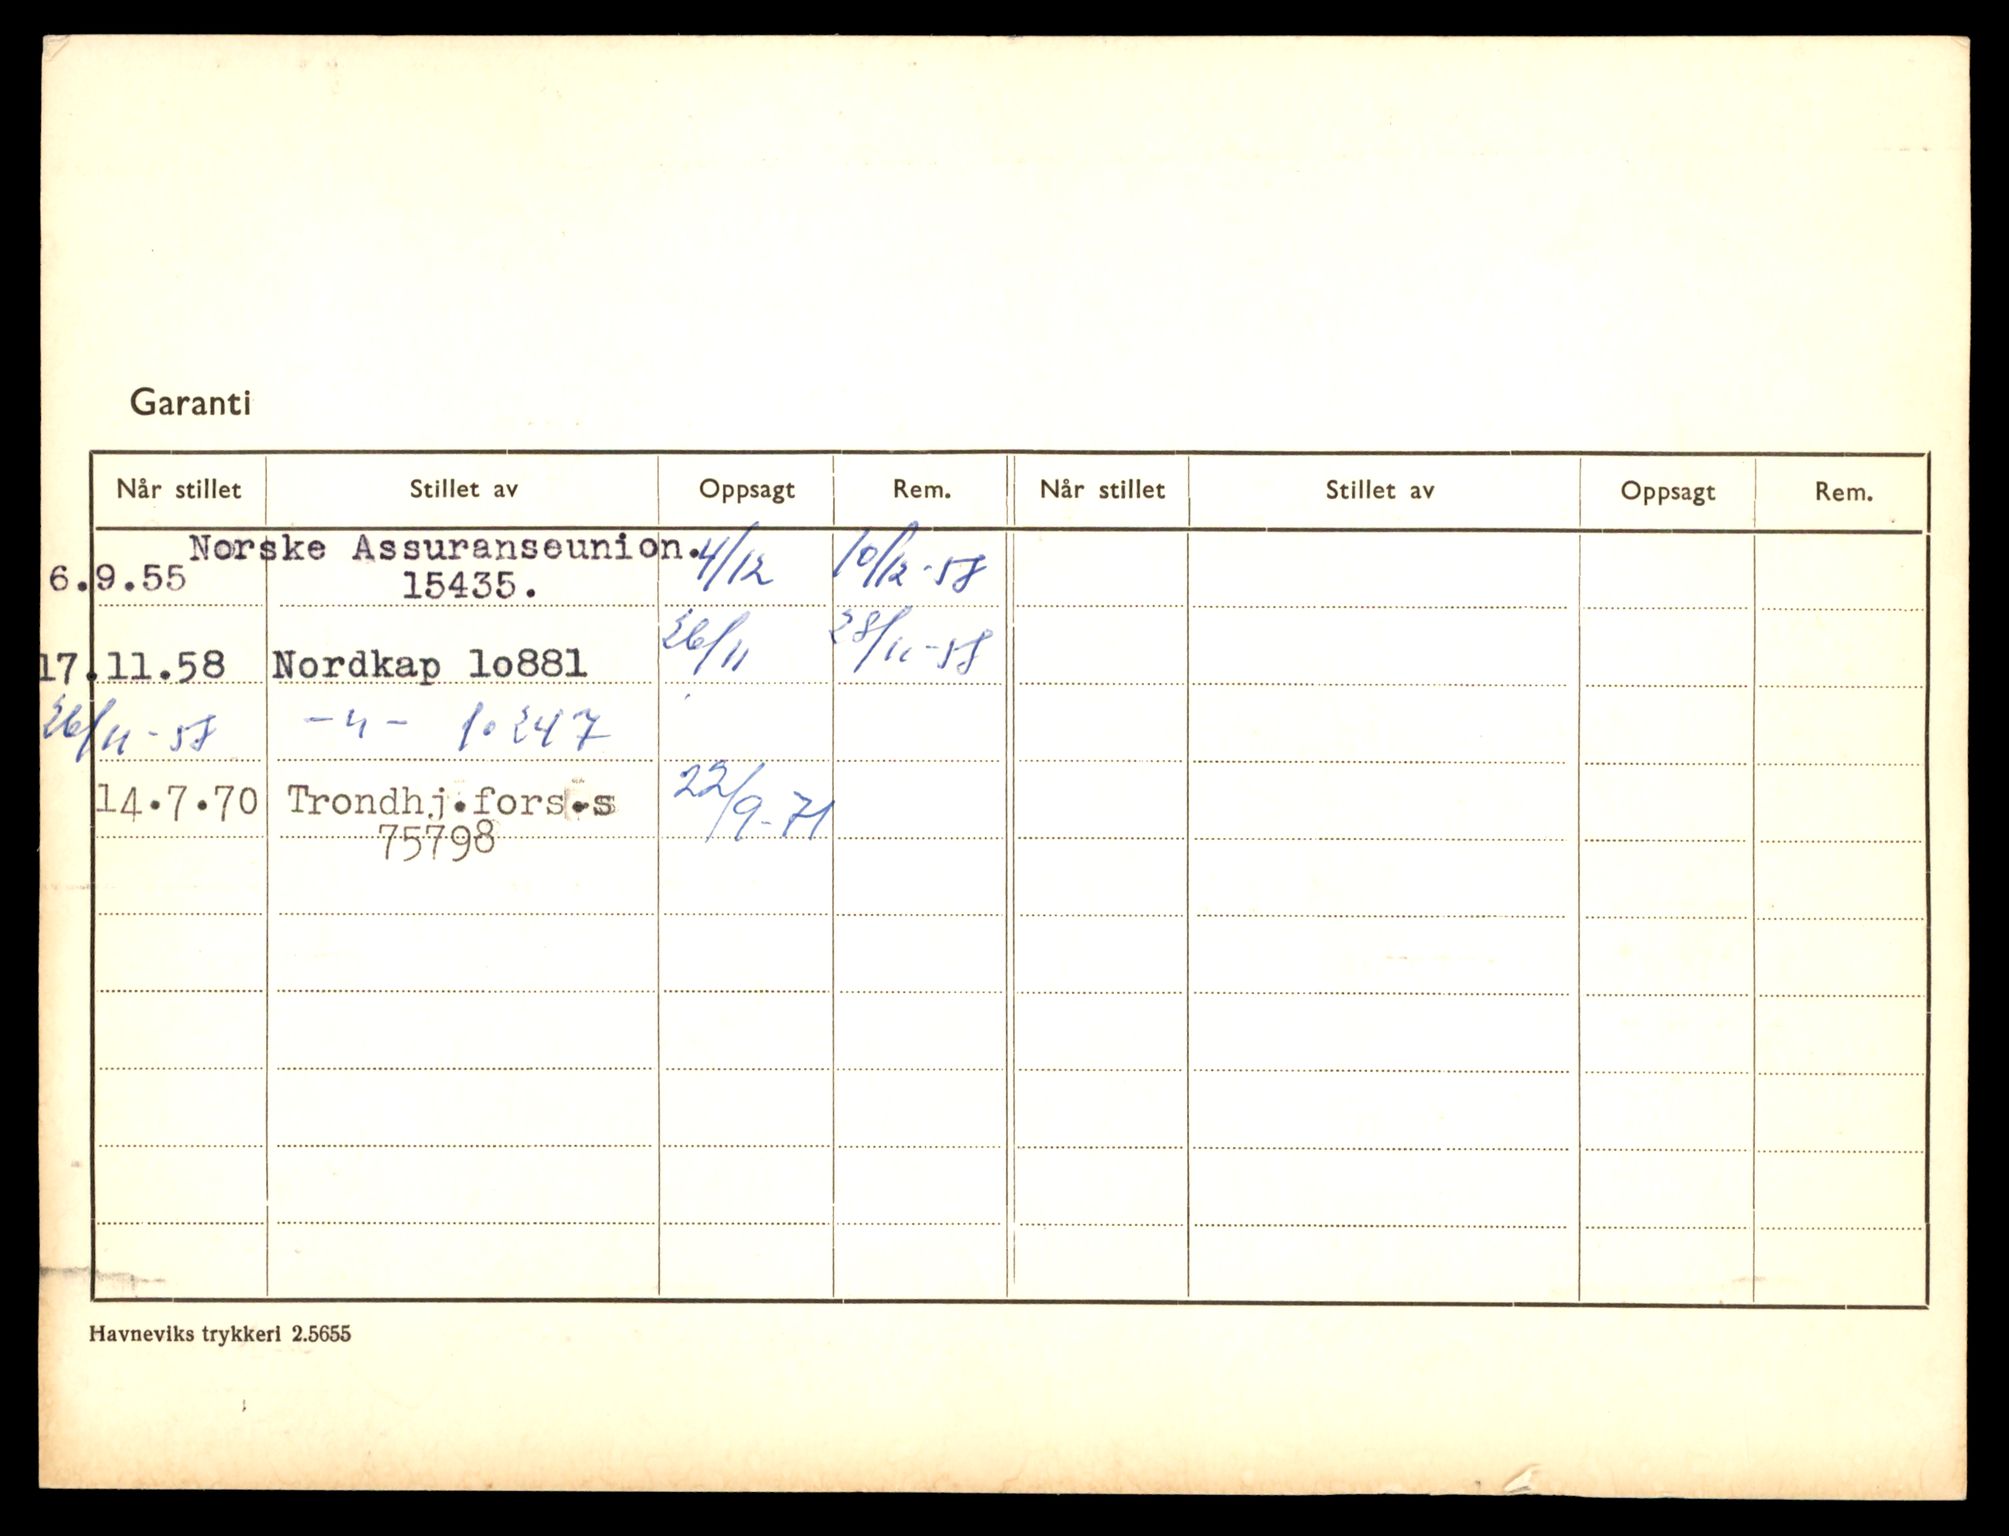 Garanti
Når stillet Stillet av Oppsagt Rem. Når stillet Stillet av Oppsagt Rem.
Norske Assuranseunion. 4/12 10/12-58
6.9.55 15435.
17.11.58 Nordkap lo881 26/11 28/11-58
26/11-58 -"- 10247
14.7.70 Trondhj.fors.s 22/9-71
75798
Havneviks trykkeri 2.5655